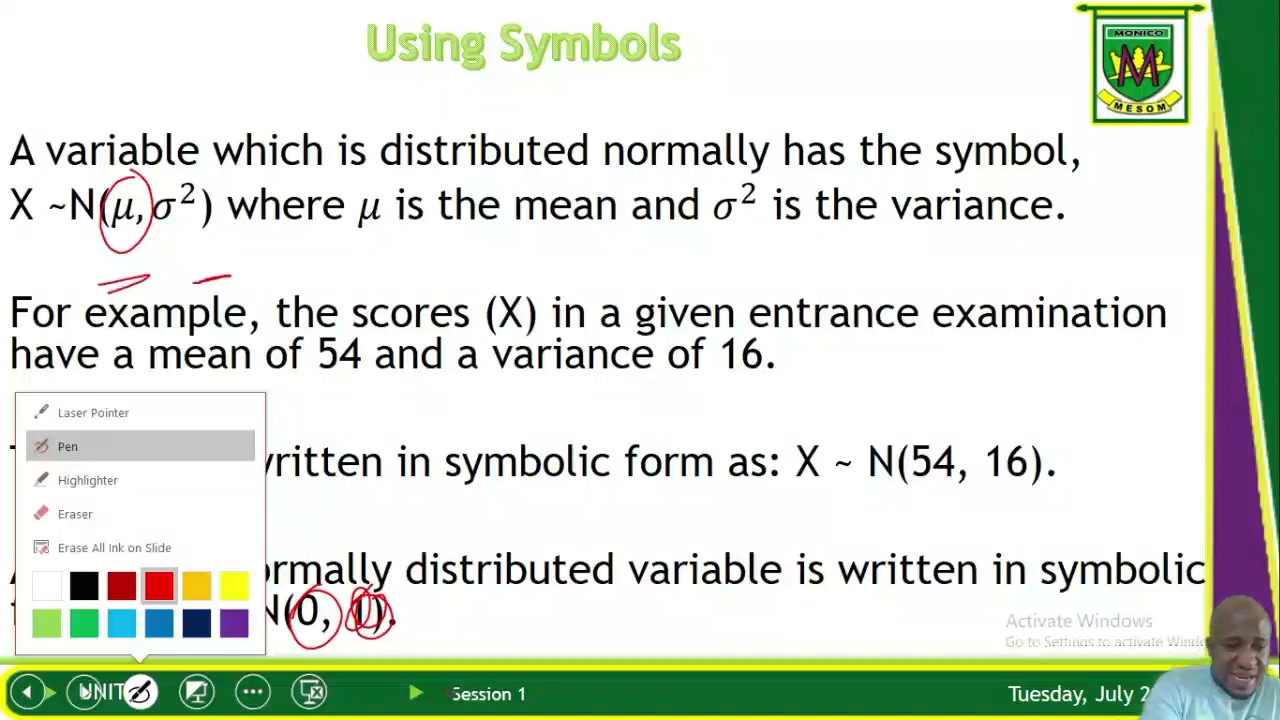 Using Symbols
MONICO
M
MESOM
A variable which is distributed normally has the symbol,
X ~N(μ, σ²) where μ is the mean and σ² is the variance.
For example, the scores (X) in a given entrance examination
have a mean of 54 and a variance of 16.
Laser Pointer
Pen
Highlighter
Eraser
Erase All Ink on Slide
written in symbolic form as: X ~ N(54, 16).
ormally distributed variable is written in symbolic
N(0, 1).
Activate Windows
Go to Settings to activate Windo
UNIT
Session 1
Tuesday, July 2